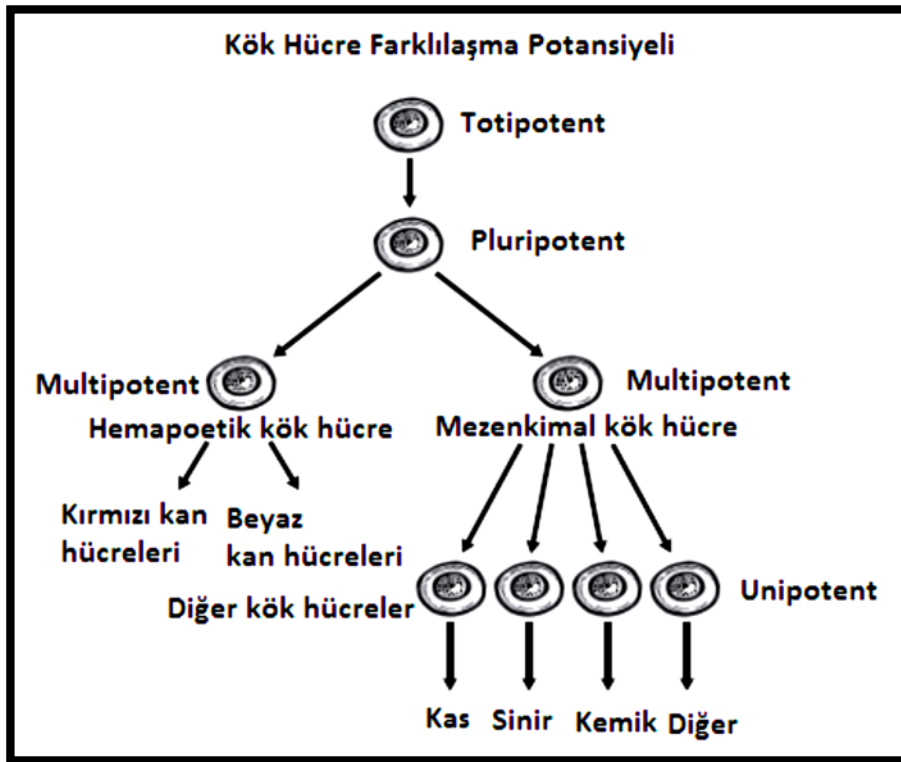 Kök Hücre Farklılaşma Potansiyeli
Totipotent
Pluripotent
Multipotent
Hemapoetik kök hücre
Multipotent
Mezenkimal kök hücre
Kırmızı kan
hücreleri
Beyaz
kan hücreleri
Diğer kök hücreler
Unipotent
Kas
Sinir
Kemik
Diğer